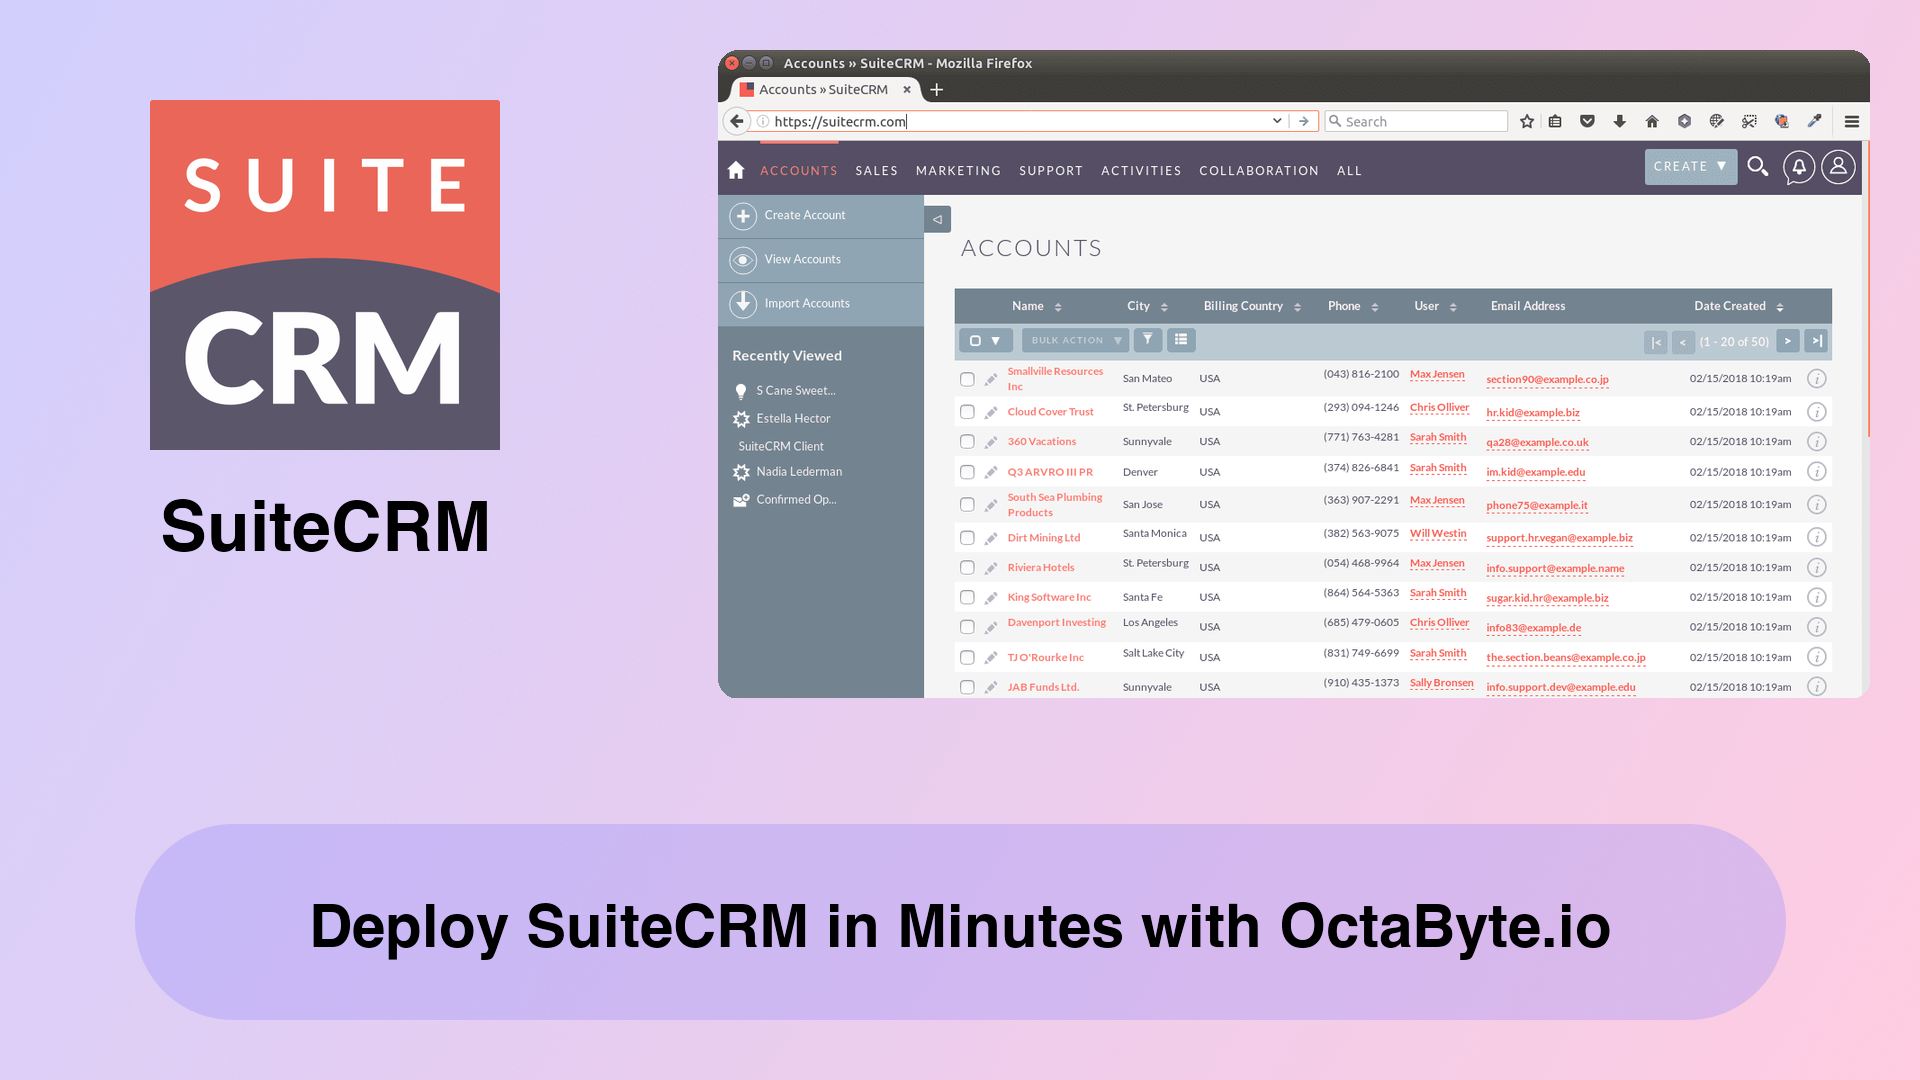 SUITE
CRM
SuiteCRM
Accounts » SuiteCRM - Mozilla Firefox
Accounts » SuiteCRM
https://suitecrm.com
Search
ACCOUNTS SALES MARKETING SUPPORT ACTIVITIES COLLABORATION ALL
CREATE
Create Account
View Accounts
Import Accounts
Recently Viewed
S Cane Sweet...
Estella Hector
SuiteCRM Client
Nadia Lederman
Confirmed Op...
ACCOUNTS
Name City Billing Country Phone User Email Address Date Created
BULK ACTION
|< < (1 - 20 of 50) > >|
Smallville Resources Inc San Mateo USA (043) 816-2100 Max Jensen section90@example.co.jp 02/15/2018 10:19am
Cloud Cover Trust St. Petersburg USA (293) 094-1246 Chris Olliver hr.kid@example.biz 02/15/2018 10:19am
360 Vacations Sunnyvale USA (771) 763-4281 Sarah Smith qa28@example.co.uk 02/15/2018 10:19am
Q3 ARVRO III PR Denver USA (374) 826-6841 Sarah Smith im.kid@example.edu 02/15/2018 10:19am
South Sea Plumbing Products San Jose USA (363) 907-2291 Max Jensen phone75@example.it 02/15/2018 10:19am
Dirt Mining Ltd Santa Monica USA (382) 563-9075 Will Westin support.hr.vegan@example.biz 02/15/2018 10:19am
Riviera Hotels St. Petersburg USA (054) 468-9964 Max Jensen info.support@example.name 02/15/2018 10:19am
King Software Inc Santa Fe USA (864) 564-5363 Sarah Smith sugar.kid.hr@example.biz 02/15/2018 10:19am
Davenport Investing Los Angeles USA (685) 479-0605 Chris Olliver info83@example.de 02/15/2018 10:19am
TJ O'Rourke Inc Salt Lake City USA (831) 749-6699 Sarah Smith the.section.beans@example.co.jp 02/15/2018 10:19am
JAB Funds Ltd. Sunnyvale USA (910) 435-1373 Sally Bronsen info.support.dev@example.edu 02/15/2018 10:19am
Deploy SuiteCRM in Minutes with OctaByte.io